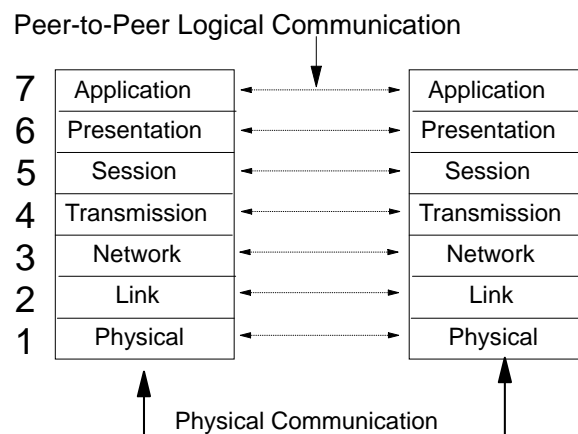 Peer-to-Peer Logical Communication
7 Application Application
6 Presentation Presentation
5 Session Session
4 Transmission Transmission
3 Network Network
2 Link Link
1 Physical Physical
Physical Communication